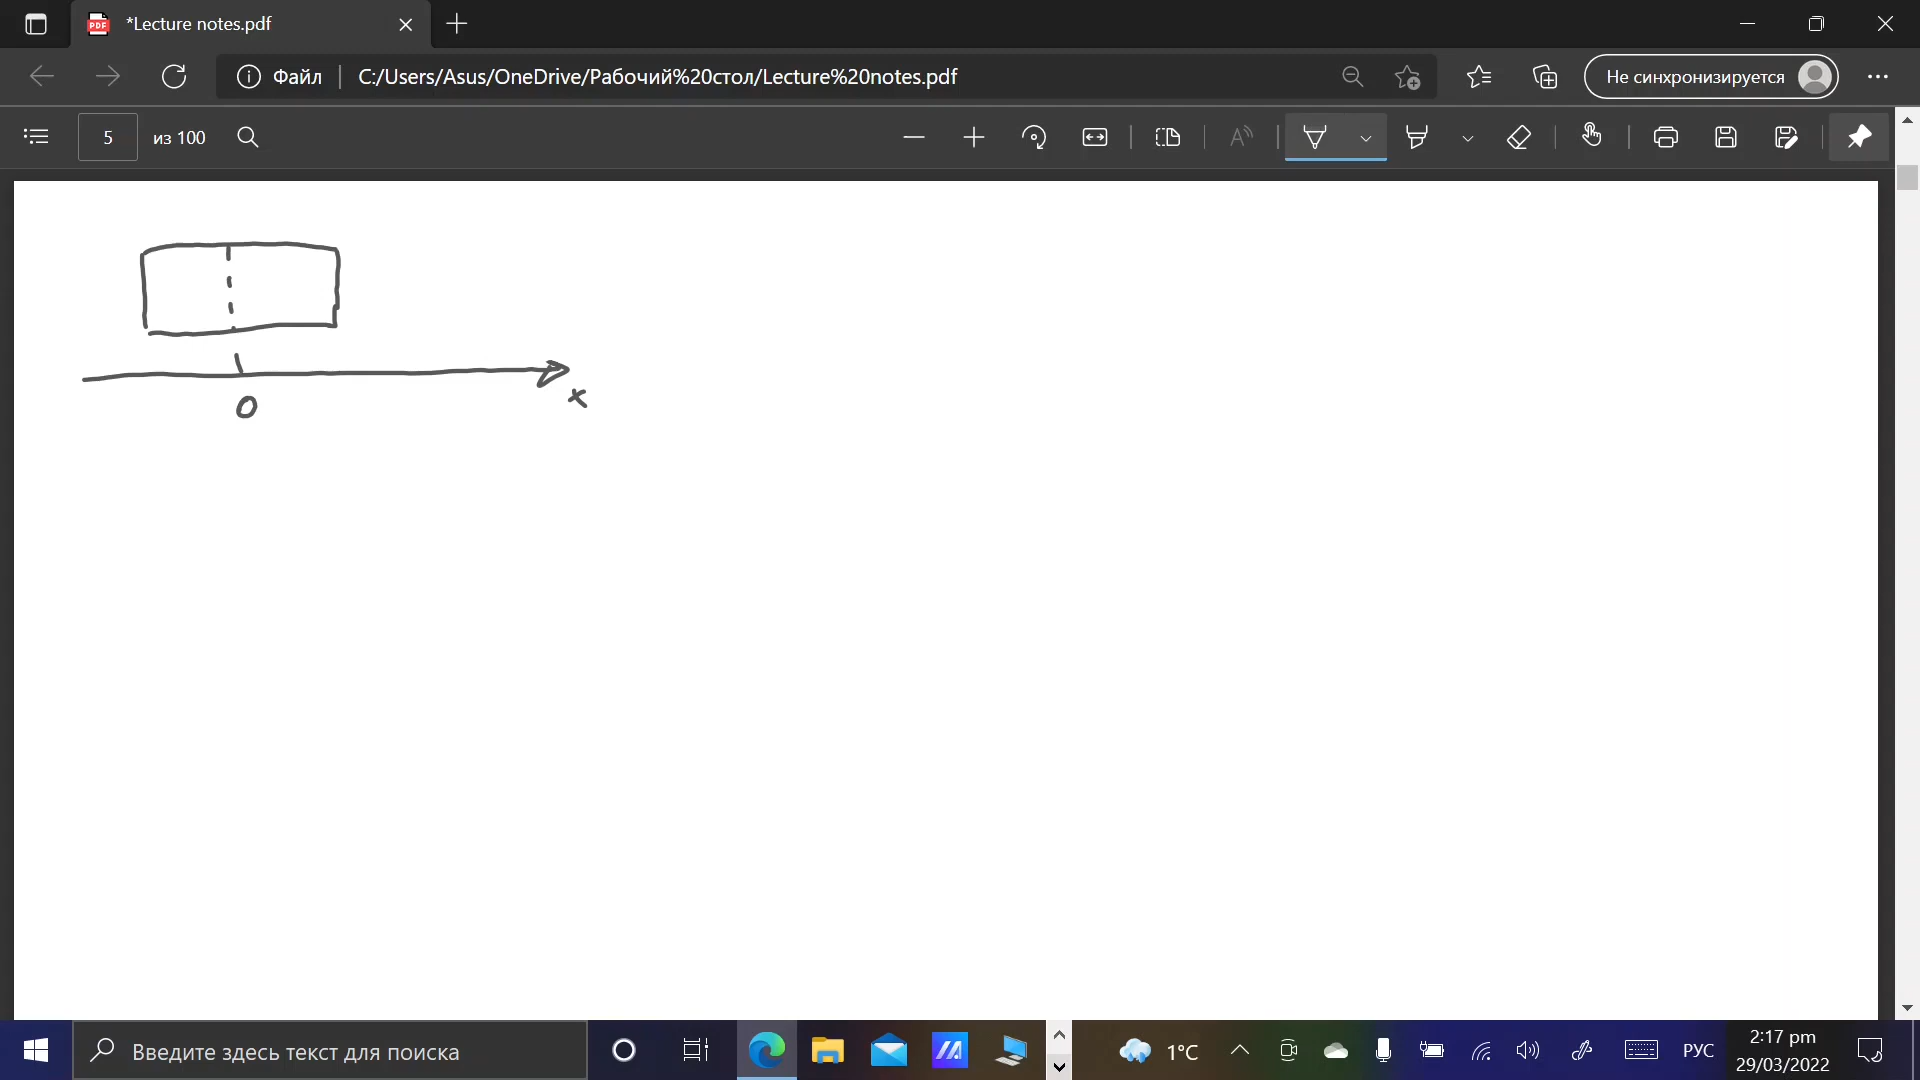 *Lecture notes.pdf
Файл | C:/Users/Asus/OneDrive/Рабочий%20стол/Lecture%20notes.pdf
Не синхронизируется
5 из 100
0
x
Введите здесь текст для поиска
1°C
РУС
2:17 pm
29/03/2022